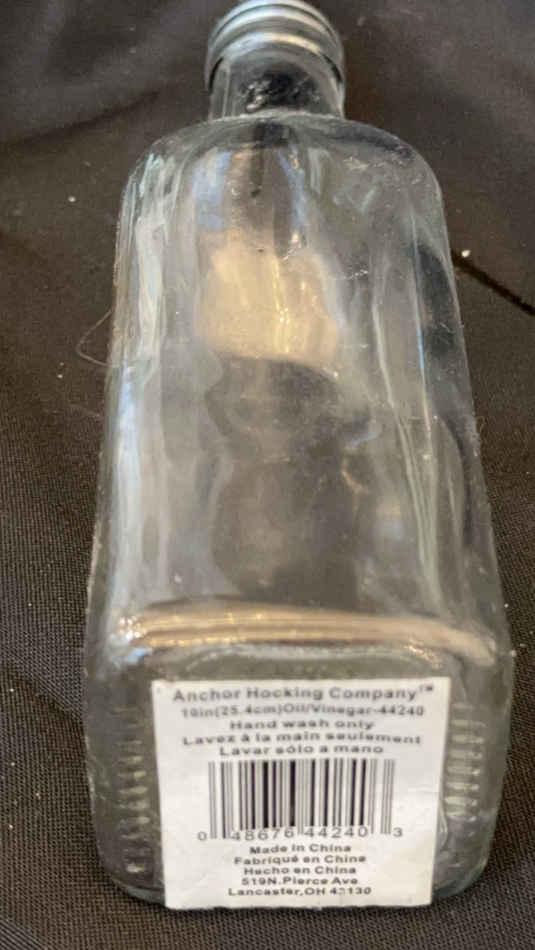 Anchor Hocking Company™
10in(25.4cm)Oil/Vinegar-44240
Hand wash only
Lavez à la main seulement
Lavar sólo a mano
0 48676 44240 3
Made in China
Fabriqué en Chine
Hecho en China
519N.Pierce Ave
Lancaster,OH 43130